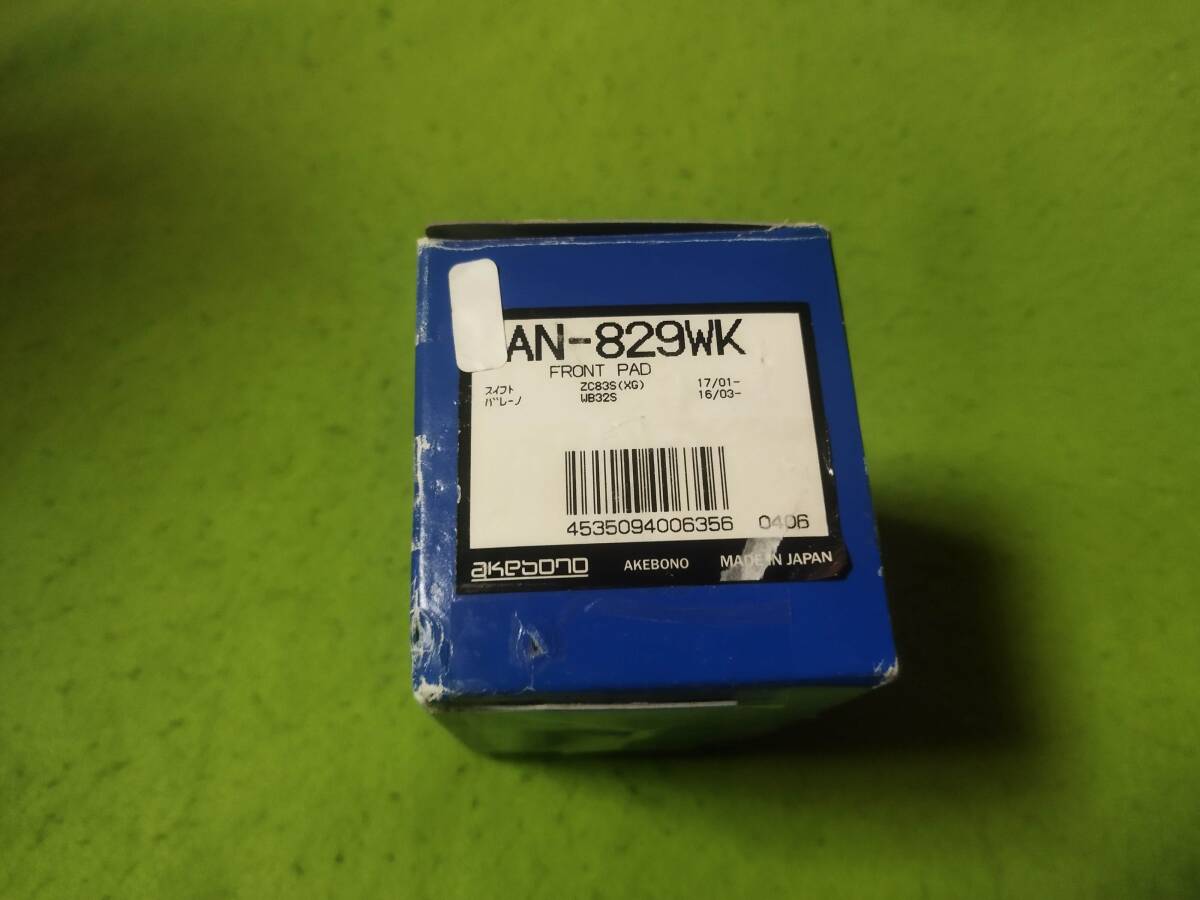 AN-829WK
FRONT PAD
スイフト ZC83S(XG) 17/01-
バレーノ WB32S 16/03-
4535094006356 0406
akebono AKEBONO MADE IN JAPAN